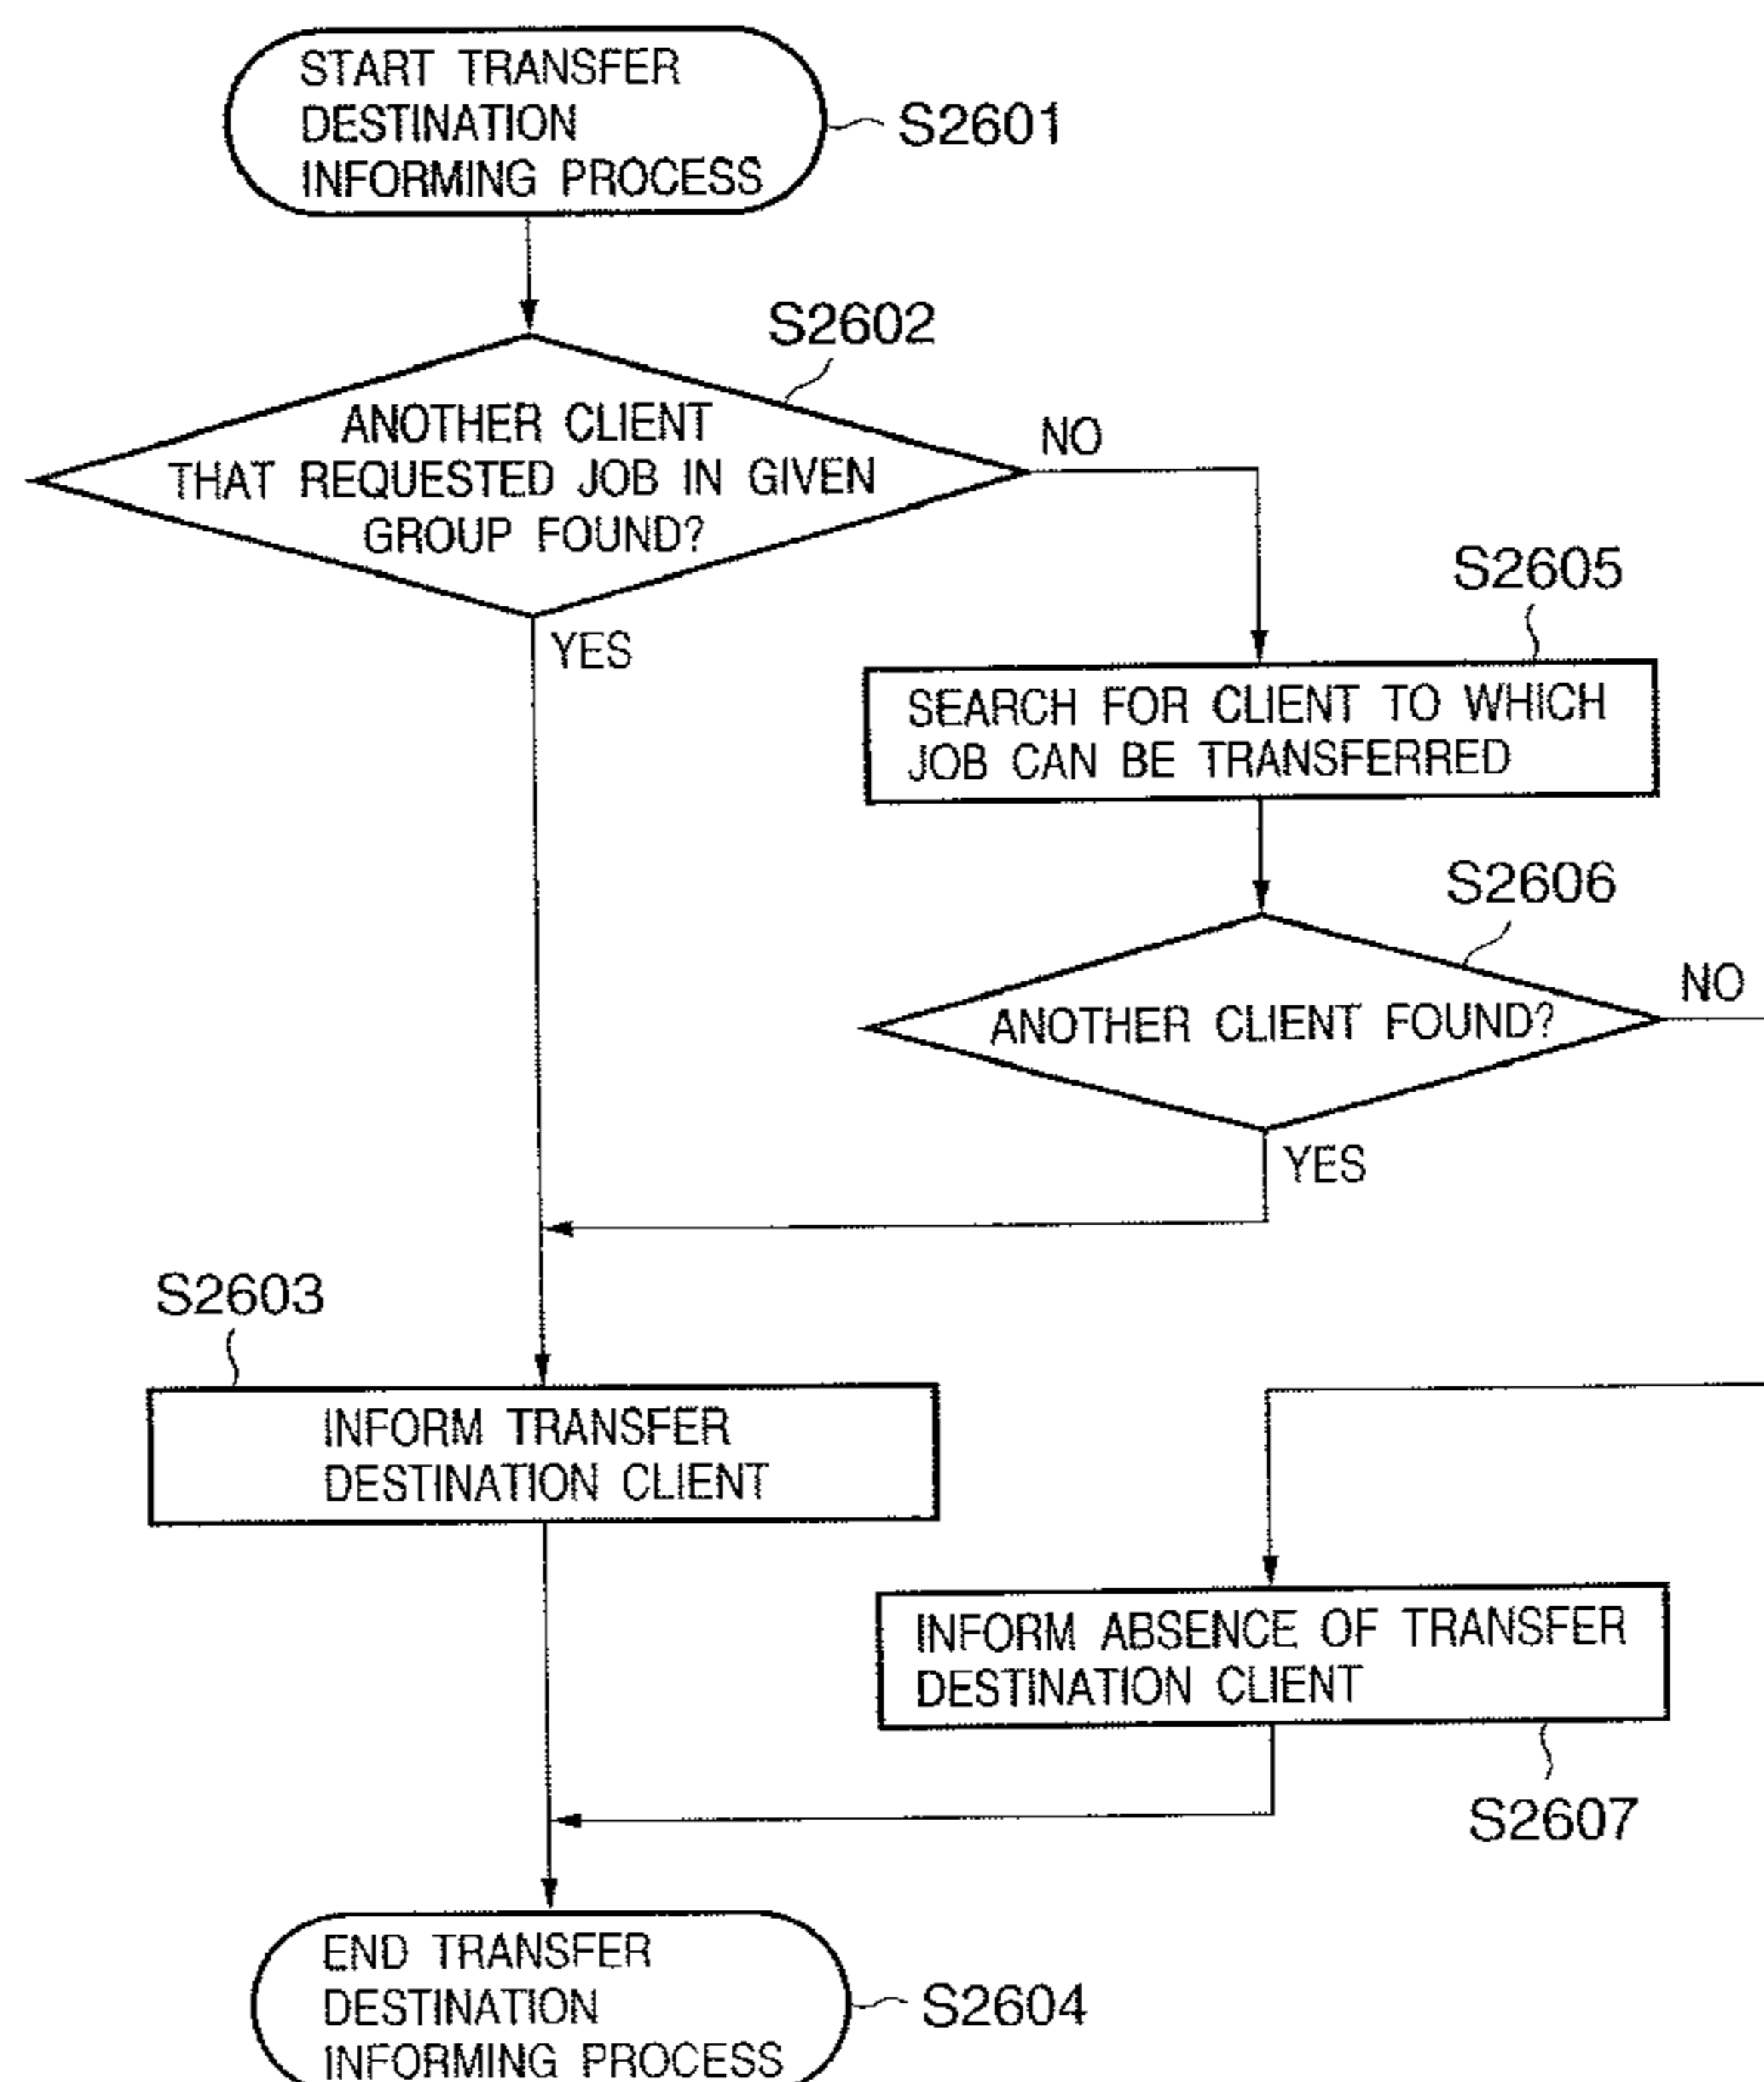 START TRANSFER
DESTINATION
INFORMING PROCESS
S2601
S2602
ANOTHER CLIENT
THAT REQUESTED JOB IN GIVEN
GROUP FOUND?
NO
YES
S2605
SEARCH FOR CLIENT TO WHICH
JOB CAN BE TRANSFERRED
S2606
ANOTHER CLIENT FOUND?
NO
YES
S2603
INFORM TRANSFER
DESTINATION CLIENT
INFORM ABSENCE OF TRANSFER
DESTINATION CLIENT
S2607
END TRANSFER
DESTINATION
INFORMING PROCESS
S2604